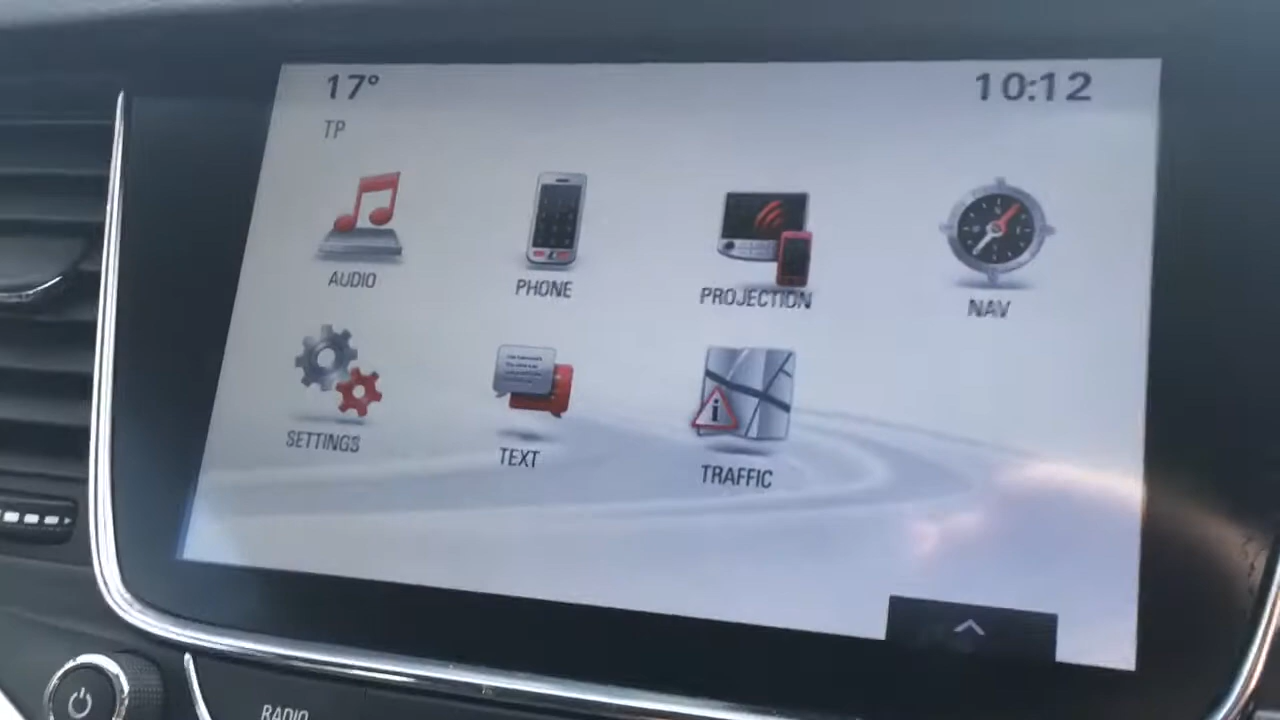 17° 10:12
TP
AUDIO PHONE PROJECTION NAV
SETTINGS TEXT TRAFFIC
RADIO